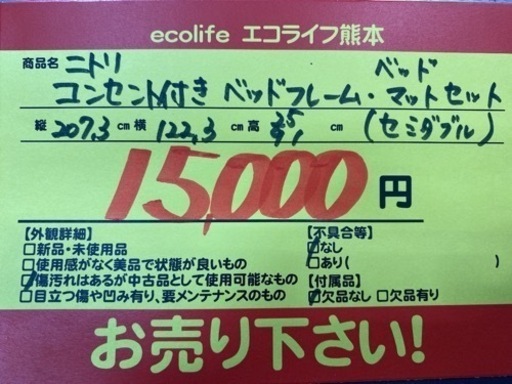 ecolife エコライフ熊本
商品名 ニトリ ベッド
コンセント付き ベッドフレーム・マットセット
縦 207.3 cm 横 122.3 cm 高 cm (セミダブル)
15,000 円
【外観詳細】 【不具合等】
□新品・未使用品 ☑なし
□使用感がなく美品で状態が良いもの □あり( )
☑傷汚れはあるが中古品として使用可能なもの 【付属品】
□目立つ傷や凹み有り、要メンテナンスのもの ☑欠品なし □欠品有り
お売り下さい!